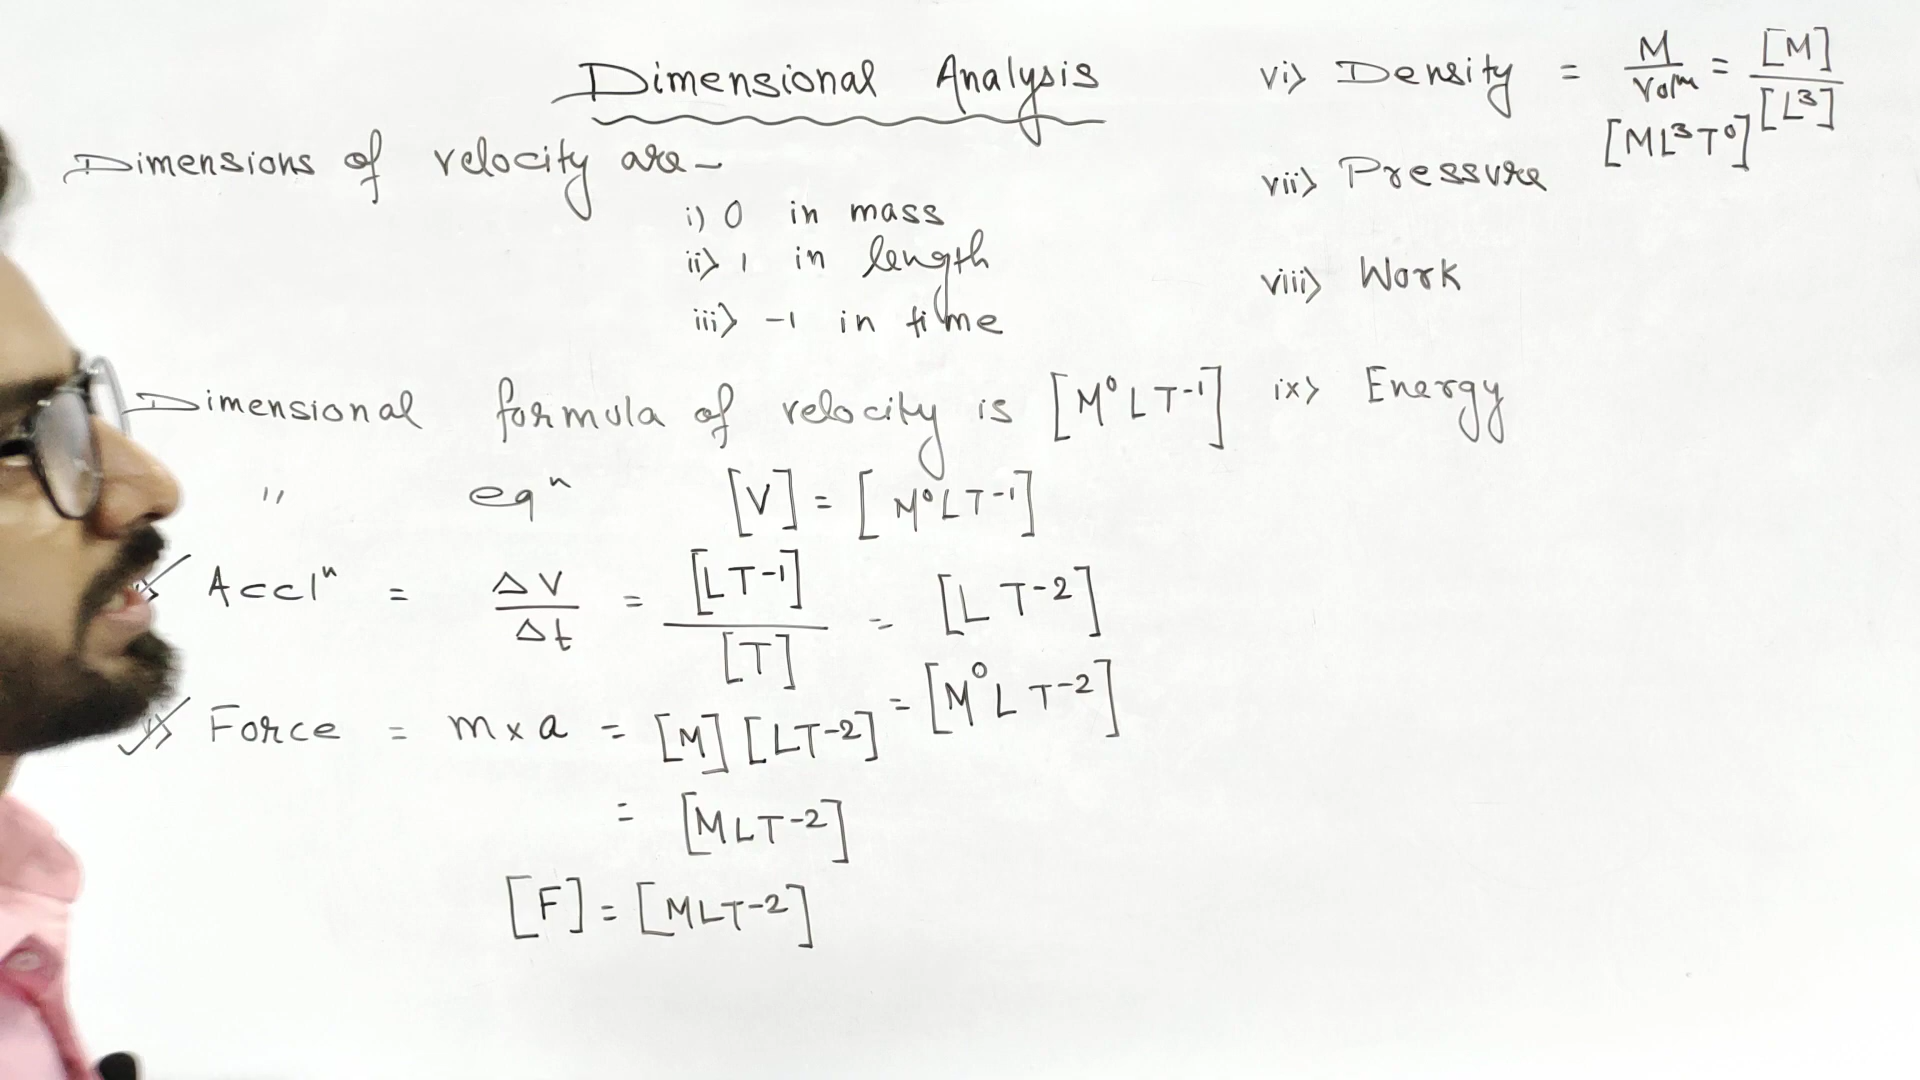 Dimensional Analysis
Dimensions of velocity are-
i) 0 in mass
ii) 1 in length
iii) -1 in time
Dimensional formula of velocity is [M⁰LT-1]
" eqⁿ [V] = [M⁰LT-1]
Acclⁿ = ΔV/Δt = [LT-1]/[T] = [LT-2]
= [M⁰LT-2]
Force = m x a = [M] [LT-2]
= [MLT-2]
[F] = [MLT-2]
vi) Density = M/Volm = [M]/[L³]
[ML³T⁰]
vii) Pressure
viii) Work
ix) Energy